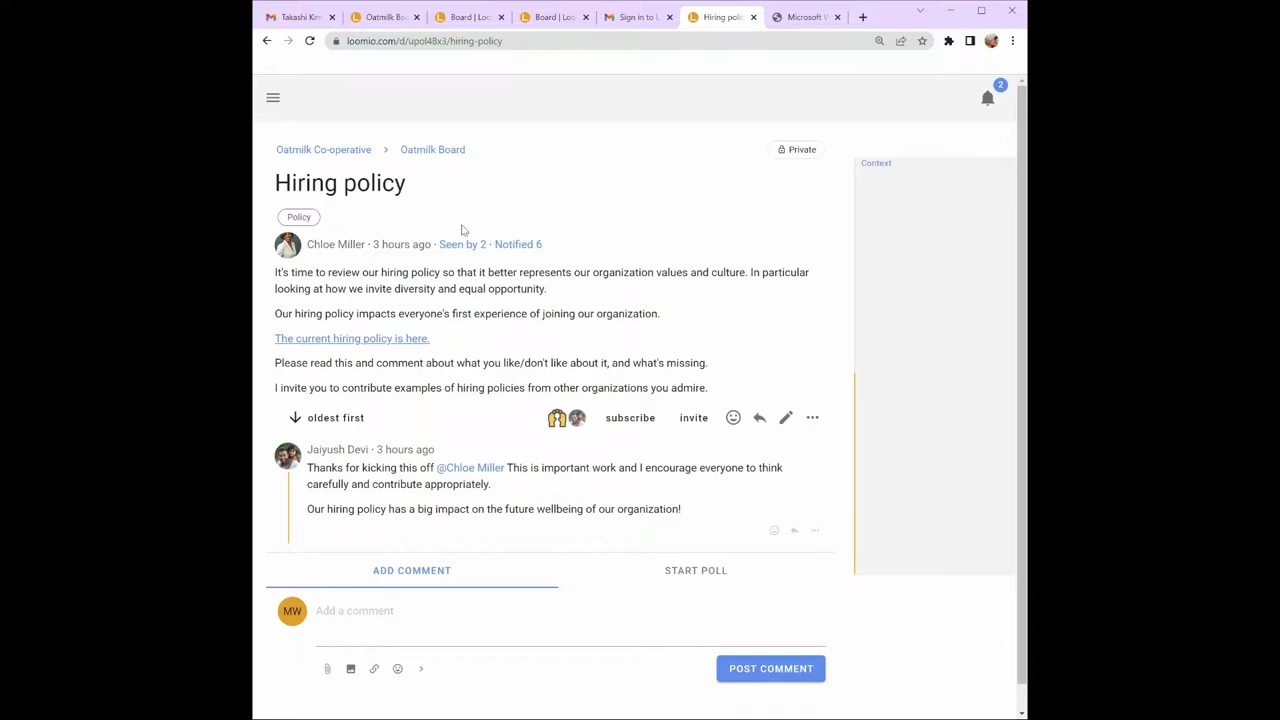 Takashi Kim
Oatmilk Boa
Board | Loo
Board | Loo
Sign in to L
Hiring polic
Microsoft W
loomio.com/d/upol4Bx3/hiring-policy
2
Oatmilk Co-operative > Oatmilk Board
Private
Context
Hiring policy
Policy
Chloe Miller · 3 hours ago · Seen by 2 · Notified 6
It's time to review our hiring policy so that it better represents our organization values and culture. In particular
looking at how we invite diversity and equal opportunity.
Our hiring policy impacts everyone's first experience of joining our organization.
The current hiring policy is here.
Please read this and comment about what you like/don't like about it, and what's missing.
I invite you to contribute examples of hiring policies from other organizations you admire.
oldest first
subscribe
invite
Jaiyush Devi · 3 hours ago
Thanks for kicking this off @Chloe Miller This is important work and I encourage everyone to think
carefully and contribute appropriately.
Our hiring policy has a big impact on the future wellbeing of our organization!
ADD COMMENT
START POLL
MW
Add a comment
POST COMMENT